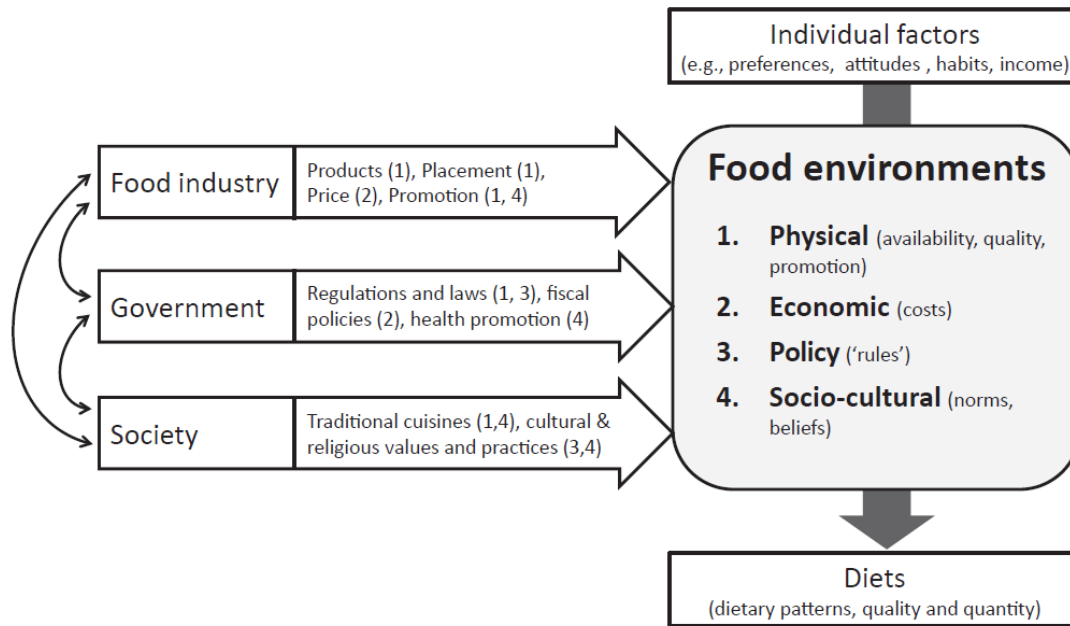 Individual factors
(e.g., preferences, attitudes , habits, income)
Food industry
Products (1), Placement (1),
Price (2), Promotion (1, 4)
Government
Regulations and laws (1, 3), fiscal
policies (2), health promotion (4)
Society
Traditional cuisines (1,4), cultural &
religious values and practices (3,4)
Food environments
1. Physical (availability, quality,
promotion)
2. Economic (costs)
3. Policy (‘rules’)
4. Socio-cultural (norms,
beliefs)
Diets
(dietary patterns, quality and quantity)